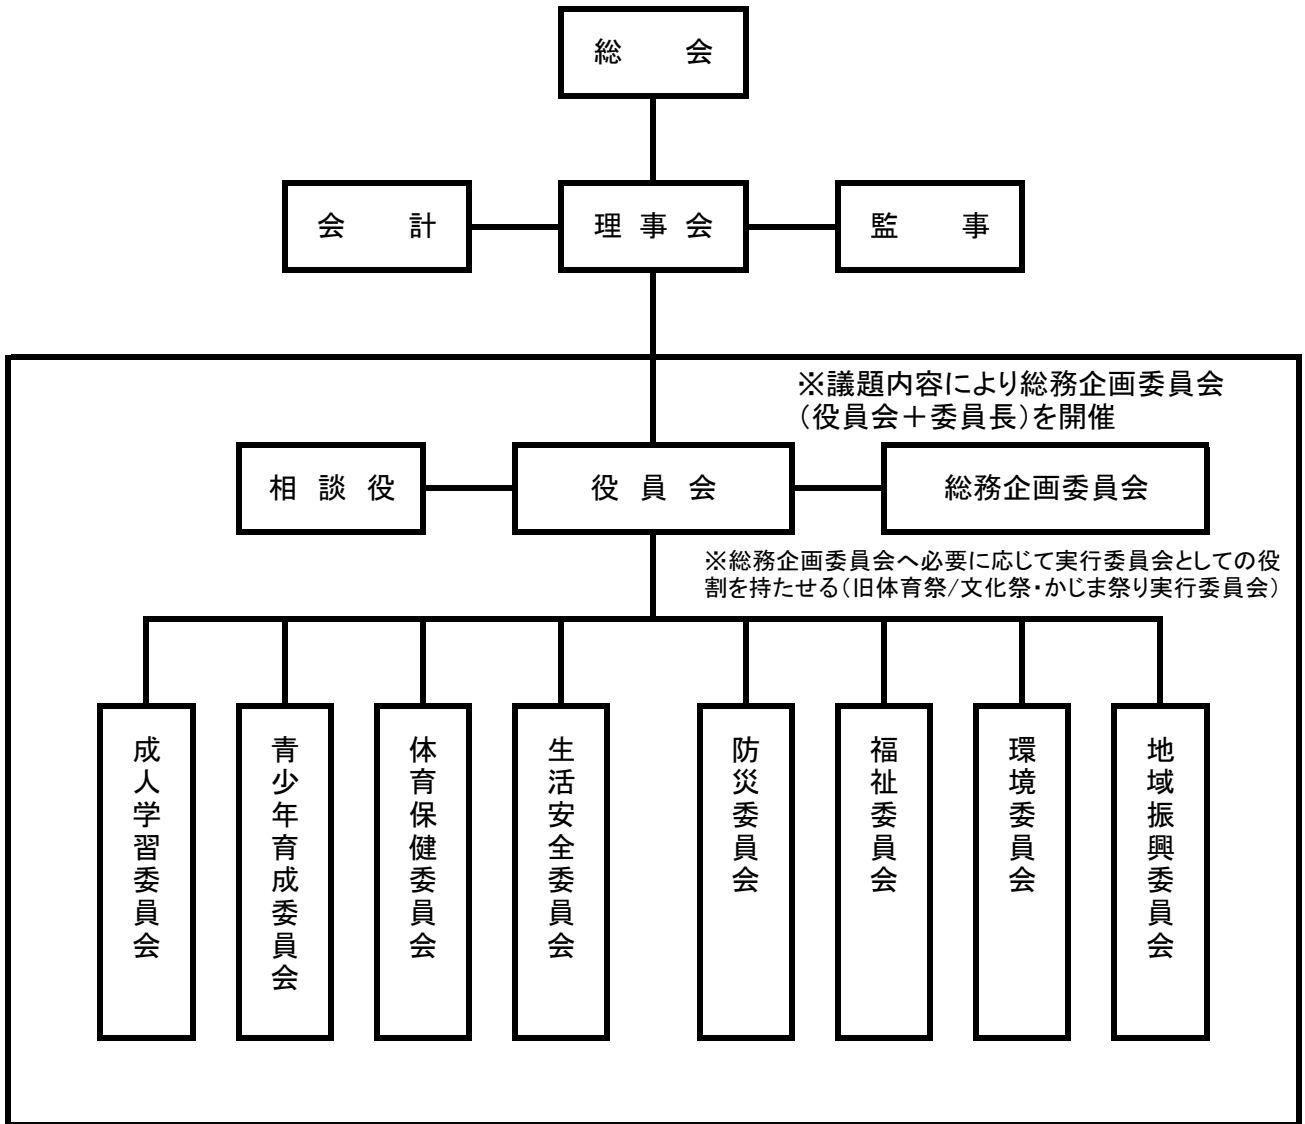 総会
会計
理事会
監事
※議題内容により総務企画委員会
(役員会+委員長)を開催
相談役
役員会
総務企画委員会
※総務企画委員会へ必要に応じて実行委員会としての役
割を持たせる(旧体育祭/文化祭・かじま祭り実行委員会)
成人学習委員会
青少年育成委員会
体育保健委員会
生活安全委員会
防災委員会
福祉委員会
環境委員会
地域振興委員会